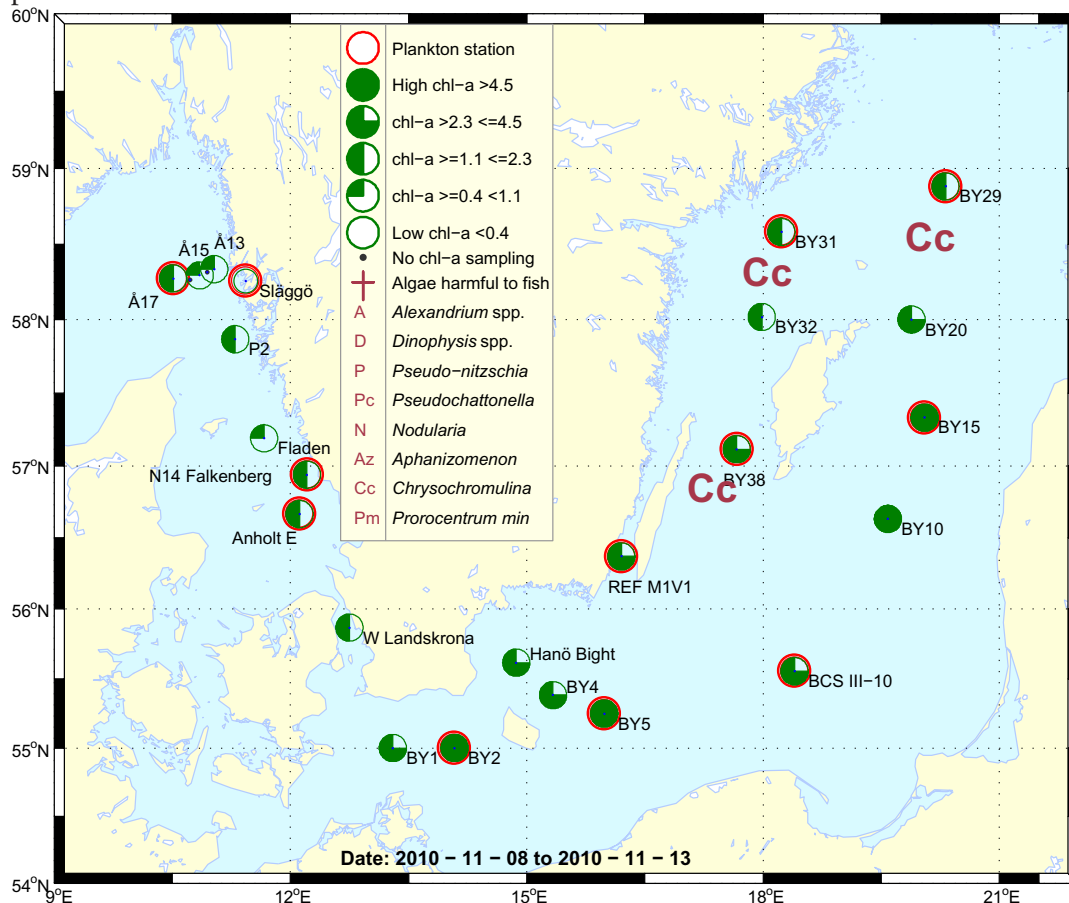 60°N
59°N
58°N
57°N
56°N
55°N
54°N
9°E
12°E
15°E
18°E
21°E
Plankton station
High chl−a >4.5
chl−a >2.3 <=4.5
chl−a >=1.1 <=2.3
chl−a >=0.4 <1.1
Low chl−a <0.4
No chl−a sampling
Algae harmful to fish
A Alexandrium spp.
D Dinophysis spp.
P Pseudo−nitzschia
Pc Pseudochattonella
N Nodularia
Az Aphanizomenon
Cc Chrysochromulina
Pm Prorocentrum min
BY29
Cc
BY31
Cc
Å15
Å13
Å17
Släggö
BY32
BY20
P2
BY15
Fladen
N14 Falkenberg
BY38
Cc
Anholt E
BY10
REF M1V1
W Landskrona
Hanö Bight
BY4
BCS III−10
BY5
BY1
BY2
Date: 2010 − 11 − 08 to 2010 − 11 − 13